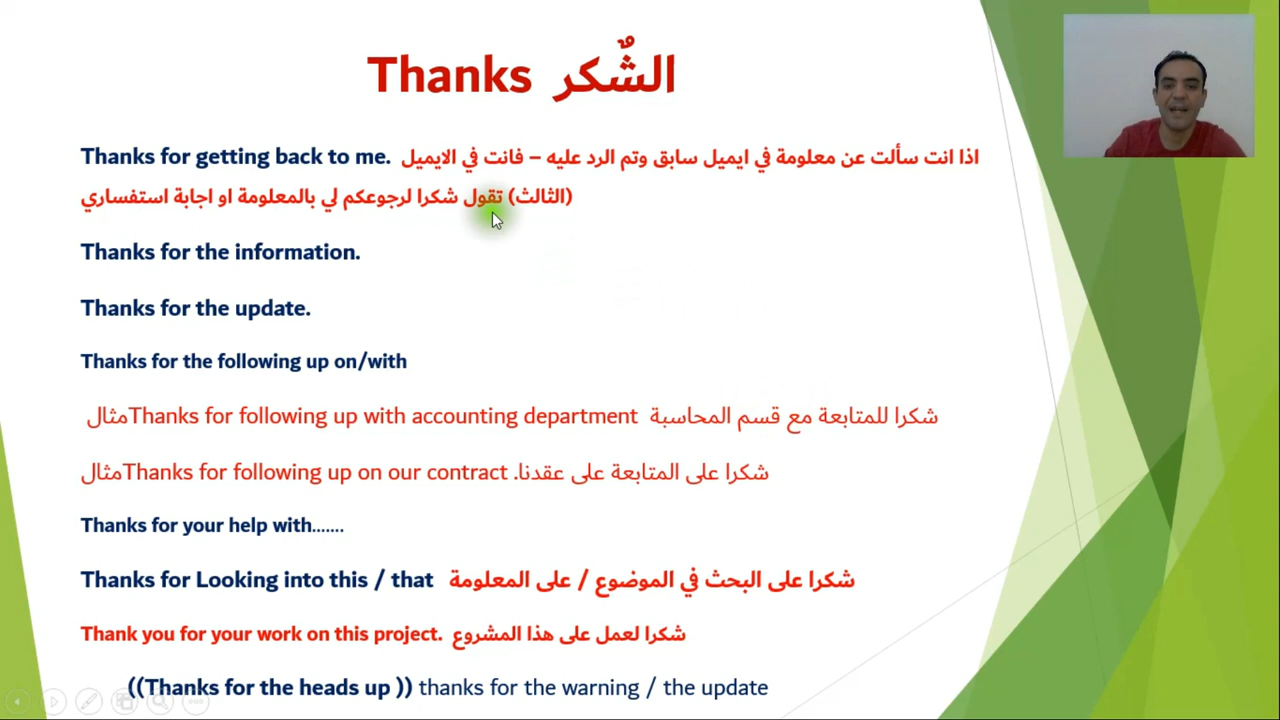 Thanks الشٌكر
Thanks for getting back to me. اذا انت سألت عن معلومة في ايميل سابق وتم الرد عليه – فانت في الايميل
(الثالث) تقول شكرا لرجوعكم لي بالمعلومة او اجابة استفساري
Thanks for the information.
Thanks for the update.
Thanks for the following up on/with
مثال Thanks for following up with accounting department شكرا للمتابعة مع قسم المحاسبة
مثال Thanks for following up on our contract. شكرا على المتابعة على عقدنا
Thanks for your help with.......
Thanks for Looking into this / that شكرا على البحث في الموضوع / على المعلومة
Thank you for your work on this project. شكرا لعمل على هذا المشروع
((Thanks for the heads up )) thanks for the warning / the update